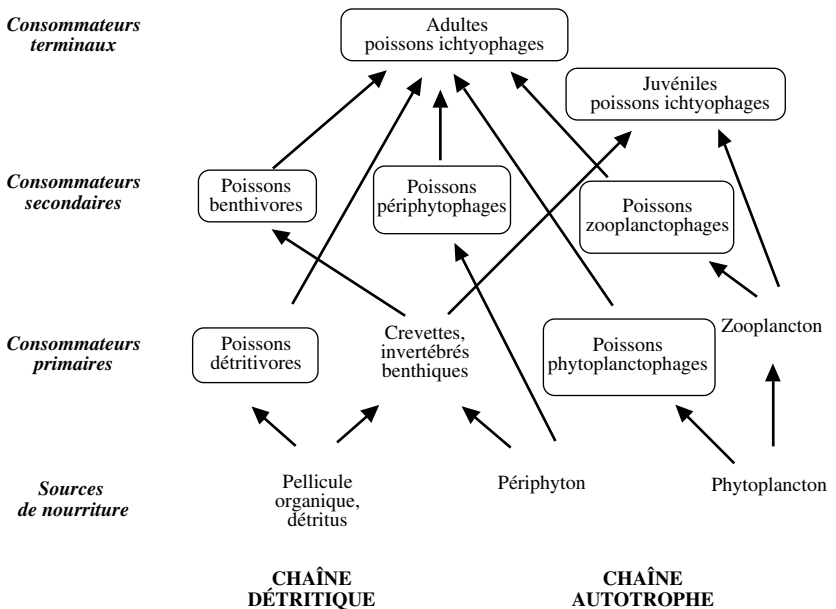 Consommateurs
terminaux
Adultes
poissons ichtyophages
Juvéniles
poissons ichtyophages
Consommateurs
secondaires
Poissons
benthivores
Poissons
périphytophages
Poissons
zooplanctophages
Consommateurs
primaires
Poissons
détritivores
Crevettes,
invertébrés
benthiques
Poissons
phytoplanctophages
Zooplancton
Sources
de nourriture
Pellicule
organique,
détritus
Périphyton
Phytoplancton
CHAÎNE
DÉTRITIQUE
CHAÎNE
AUTOTROPHE